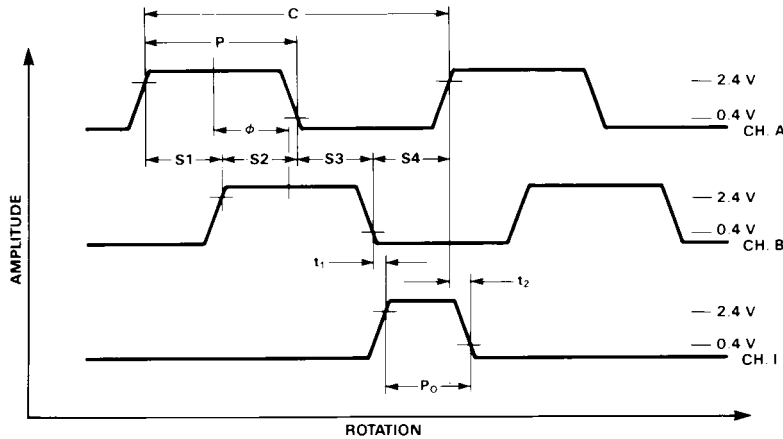 C
P
2.4 V
0.4 V
CH. A
ϕ
S1 S2 S3 S4
2.4 V
0.4 V
CH. B
AMPLITUDE
t₁
t₂
2.4 V
0.4 V
CH. I
P₀
ROTATION